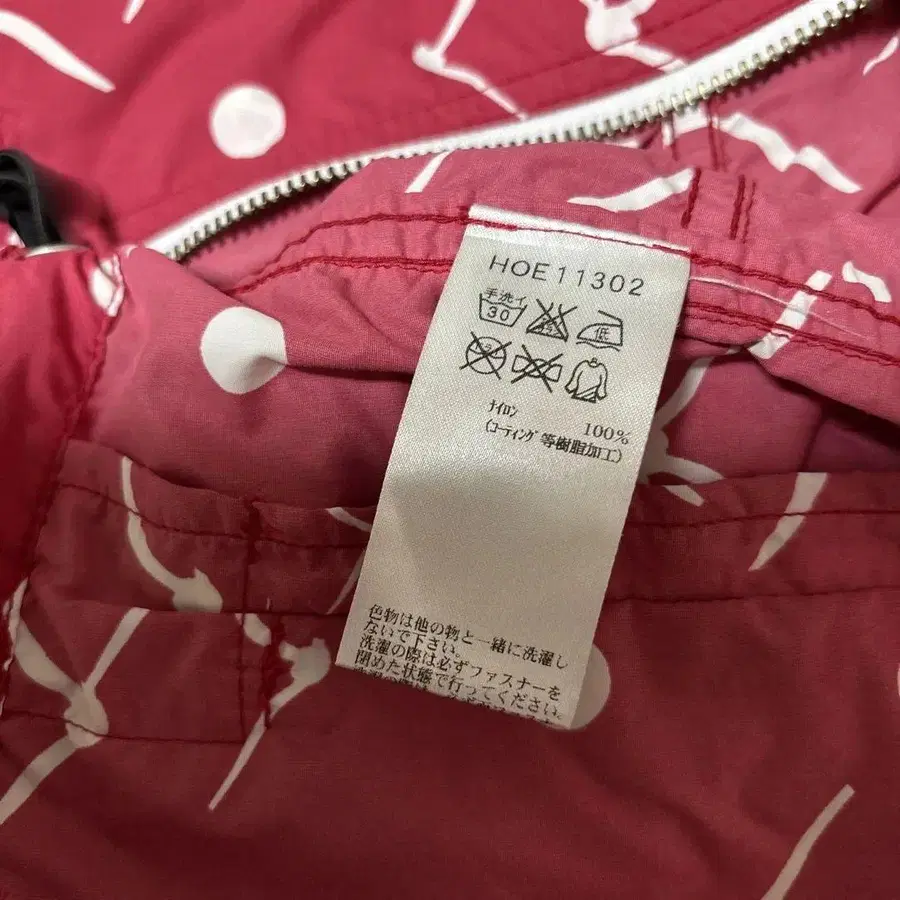 HOE11302
手洗イ
30
低
ナイロン 100%
(コーティング等樹脂加工)
色物は他の物と一緒に洗濯し
ないで下さい。
洗濯の際は必ずファスナーを
閉めた状態で行ってください。